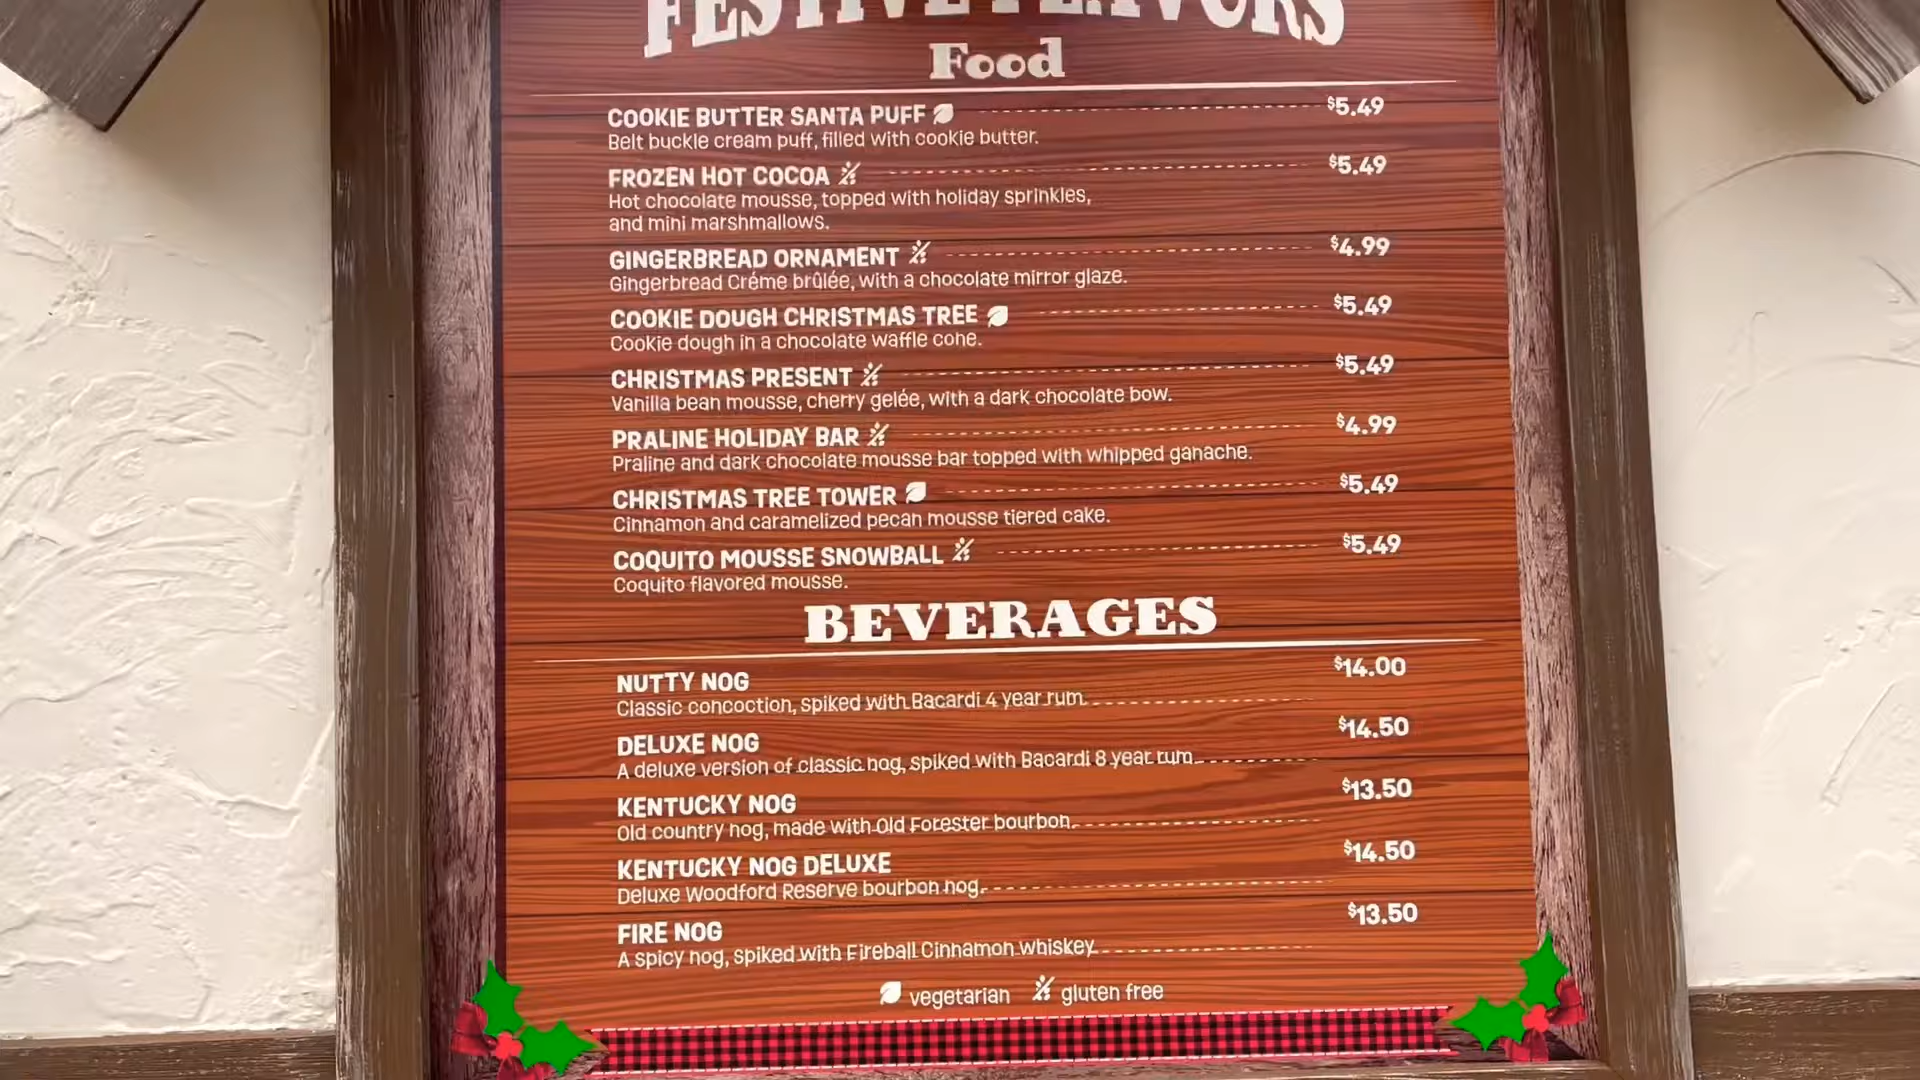 FESTIVE FLAVORS
Food
COOKIE BUTTER SANTA PUFF $5.49
Belt buckle cream puff, filled with cookie butter.
FROZEN HOT COCOA $5.49
Hot chocolate mousse, topped with holiday sprinkles,
and mini marshmallows.
GINGERBREAD ORNAMENT $4.99
Gingerbread Créme brûlée, with a chocolate mirror glaze.
COOKIE DOUGH CHRISTMAS TREE $5.49
Cookie dough in a chocolate waffle cone.
CHRISTMAS PRESENT $5.49
Vanilla bean mousse, cherry gelée, with a dark chocolate bow.
PRALINE HOLIDAY BAR $4.99
Praline and dark chocolate mousse bar topped with whipped ganache.
CHRISTMAS TREE TOWER $5.49
Cinnamon and caramelized pecan mousse tiered cake.
COQUITO MOUSSE SNOWBALL $5.49
Coquito flavored mousse.
BEVERAGES
NUTTY NOG $14.00
Classic concoction, spiked with Bacardi 4 year rum.
DELUXE NOG $14.50
A deluxe version of classic nog, spiked with Bacardi 8 year rum.
KENTUCKY NOG $13.50
Old country nog, made with Old Forester bourbon.
KENTUCKY NOG DELUXE $14.50
Deluxe Woodford Reserve bourbon nog.
FIRE NOG $13.50
A spicy nog, spiked with Fireball Cinnamon whiskey.
vegetarian gluten free